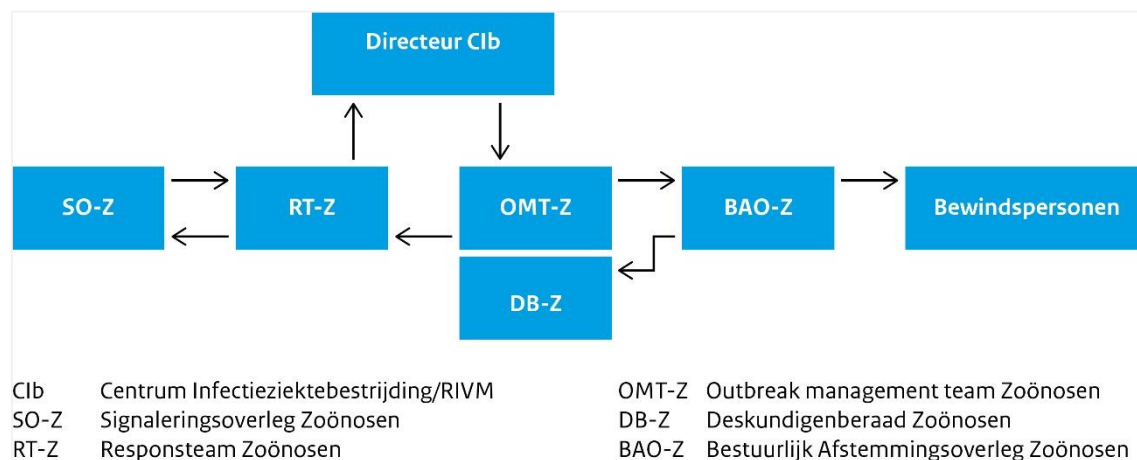 Directeur CIb
SO-Z
RT-Z
OMT-Z
BAO-Z
Bewindspersonen
DB-Z
CIb Centrum Infectieziektebestrijding/RIVM
SO-Z Signaleringsoverleg Zoönosen
RT-Z Responsteam Zoönosen
OMT-Z Outbreak management team Zoönosen
DB-Z Deskundigenberaad Zoönosen
BAO-Z Bestuurlijk Afstemmingsoverleg Zoönosen